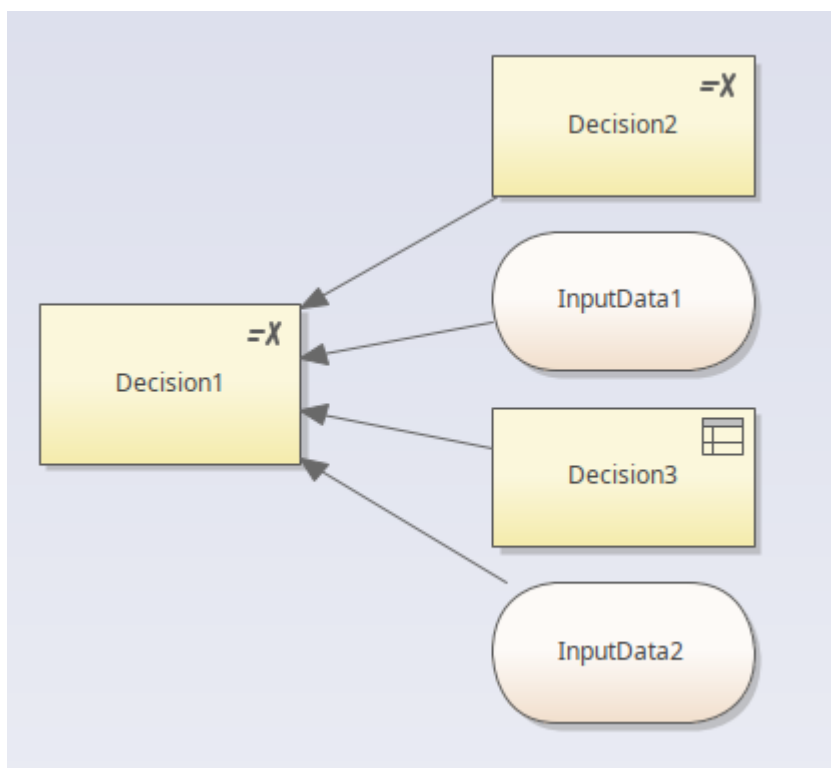 =X
Decision2
InputData1
=X
Decision1
Decision3
InputData2